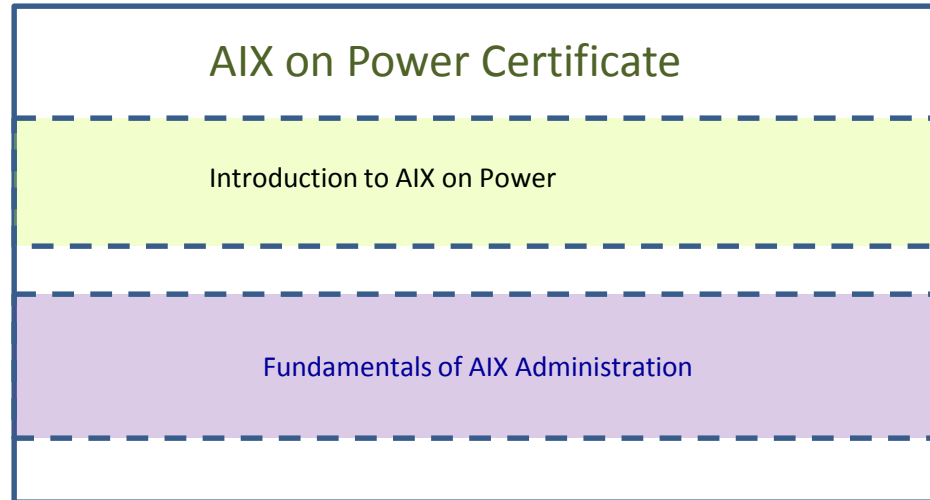 AIX on Power Certificate
Introduction to AIX on Power
Fundamentals of AIX Administration